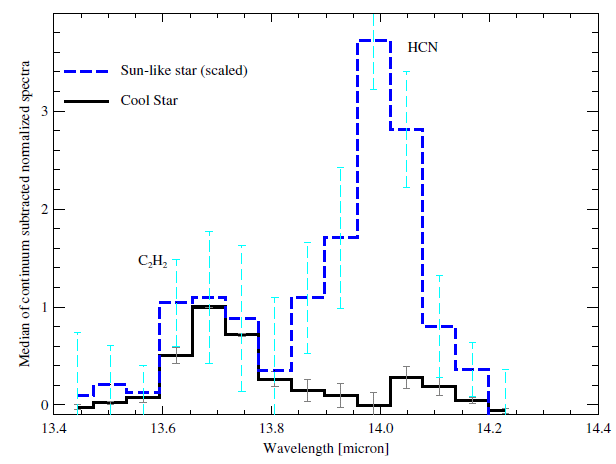 HCN
Sun-like star (scaled)
Cool Star
C₂H₂
Median of continuum subtracted normalized spectra
3
2
1
0
13.4 13.6 13.8 14.0 14.2 14.4
Wavelength [micron]